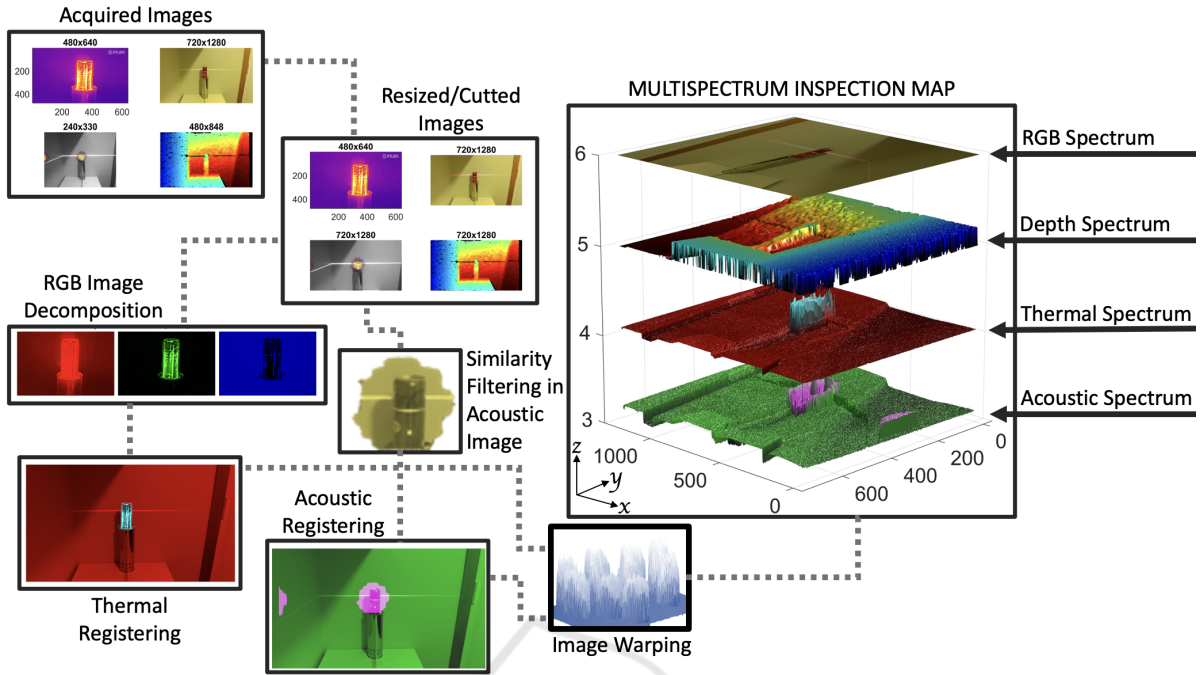 Acquired Images
480x640
720x1280
200
400
200 400 600
240x330
480x848
Resized/Cutted
Images
480x640
720x1280
200
400
200 400 600
720x1280
720x1280
RGB Image
Decomposition
Similarity
Filtering in
Acoustic
Image
Thermal
Registering
Acoustic
Registering
Image Warping
MULTISPECTRUM INSPECTION MAP
6
5
4
3
1000
500
0
600
400
200
0
z
y
x
RGB Spectrum
Depth Spectrum
Thermal Spectrum
Acoustic Spectrum